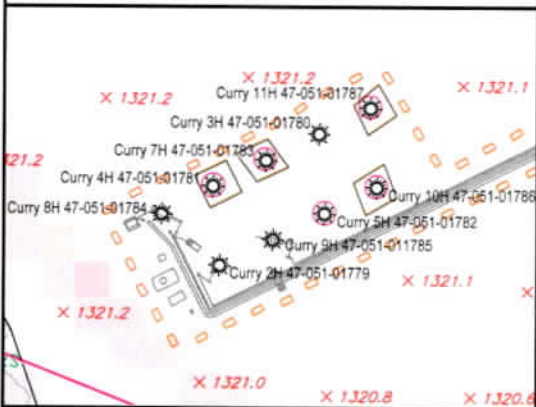 × 1321.2
Curry 11H 47-051-01787
× 1321.1
× 1321.2
Curry 3H 47-051-01780
Curry 7H 47-051-01783
321.2
Curry 4H 47-051-01781
Curry 10H 47-051-01786
Curry 8H 47-051-01784
Curry 5H 47-051-01782
Curry 9H 47-051-011785
Curry 2H 47-051-01779
× 1321.1
× 1321.2
× 1321.0
× 1320.8
× 1320.6